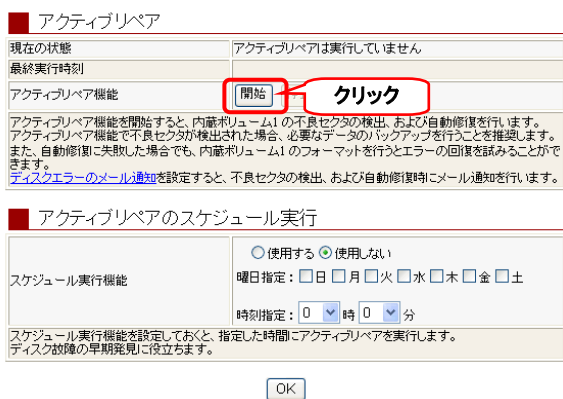 アクティブリペア
現在の状態 アクティブリペアは実行していません
最終実行時刻
アクティブリペア機能 開始 クリック
アクティブリペア機能を開始すると、内蔵ボリューム1 の不良セクタの検出、および自動修復を行います。
アクティブリペア機能で不良セクタが検出された場合、必要なデータのバックアップを行うことを推奨します。
また、自動修復に失敗した場合でも、内蔵ボリューム1 のフォーマットを行うとエラーの回復を試みることがで
きます。
ディスクエラーのメール通知を設定すると、不良セクタの検出、および自動修復時にメール通知を行います。
アクティブリペアのスケジュール実行
使用する 使用しない
スケジュール実行機能 曜日指定：日 月 火 水 木 金 土
時刻指定：0 時 0 分
スケジュール実行機能を設定しておくと、指定した時間にアクティブリペアを実行します。
ディスク故障の早期発見に役立ちます。
OK